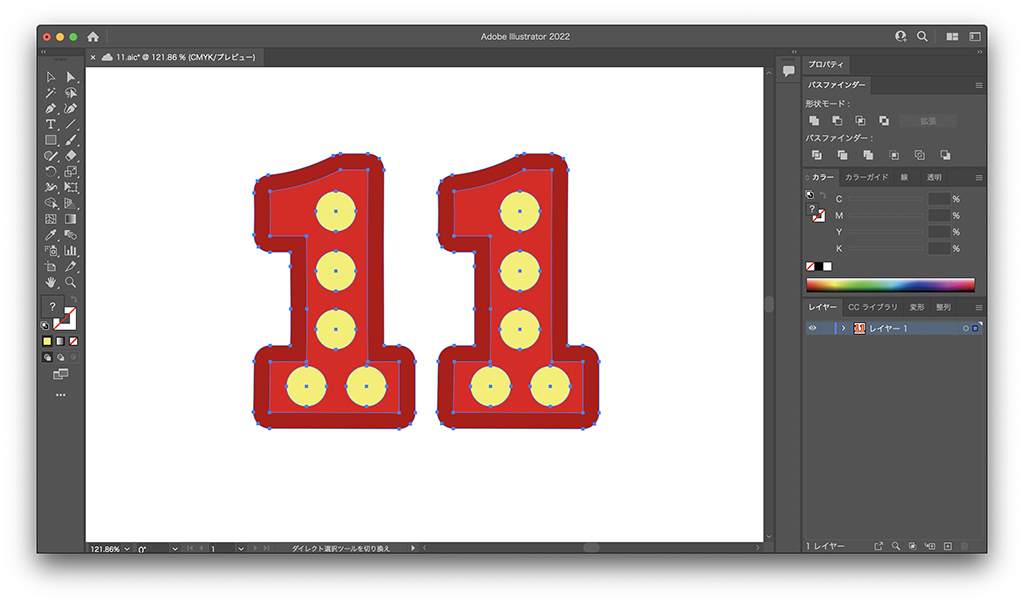 Adobe Illustrator 2022
× 11.aic* @ 121.86 % (CMYK/プレビュー)
T
?
11
11
121.86%
0°
1
ダイレクト選択ツールを切り換え
プロパティ
パスファインダー
形状モード :
拡張
パスファインダー :
カラー カラーガイド 線 透明
?
C %
M %
Y %
K %
レイヤー CC ライブラリ 変形 整列
レイヤー 1
1 レイヤー